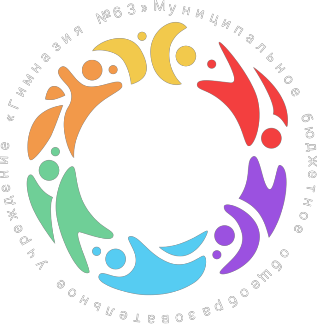 Муниципальное бюджетное общеобразовательное учреждение «Гимназия №63»